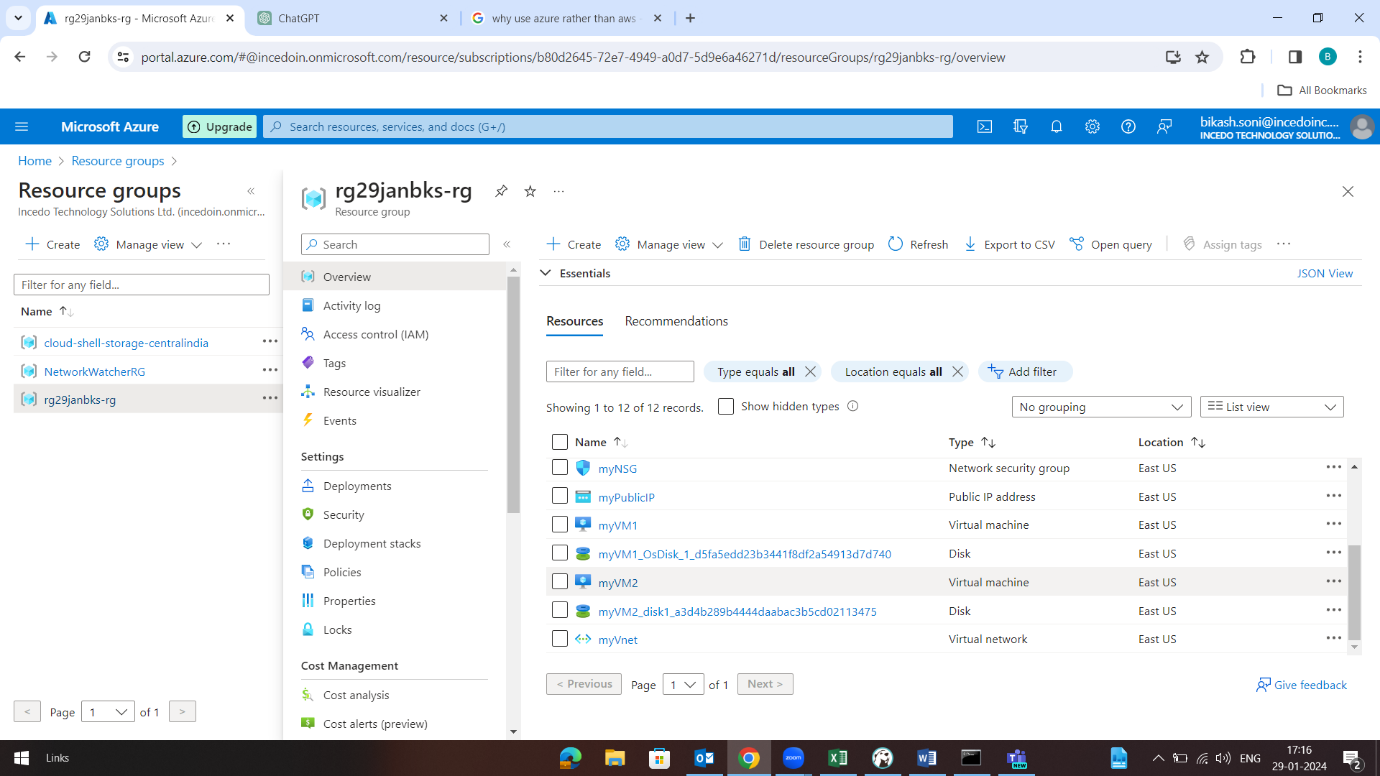 rg29janbks-rg - Microsoft Azure
ChatGPT
why use azure rather than aws
portal.azure.com/#@incedoin.onmicrosoft.com/resource/subscriptions/b80d2645-72e7-4949-a0d7-5d9e6a46271d/resourceGroups/rg29janbks-rg/overview
B
All Bookmarks
Microsoft Azure
Upgrade
Search resources, services, and docs (G+/)
bikash.soni@incedoinc....
INCEDO TECHNOLOGY SOLUTIO...
Home > Resource groups >
Resource groups
Incedo Technology Solutions Ltd. (incedoin.onmicr...
Create
Manage view
...
Filter for any field...
Name
cloud-shell-storage-centralindia
NetworkWatcherRG
rg29janbks-rg
< Page 1 of 1 >
rg29janbks-rg
Resource group
Search
Overview
Activity log
Access control (IAM)
Tags
Resource visualizer
Events
Settings
Deployments
Security
Deployment stacks
Policies
Properties
Locks
Cost Management
Cost analysis
Cost alerts (preview)
Create Manage view Delete resource group Refresh Export to CSV Open query Assign tags ...
Essentials
JSON View
Resources Recommendations
Filter for any field...
Type equals all
Location equals all
Add filter
Showing 1 to 12 of 12 records.
Show hidden types
No grouping
List view
Name Type Location
myNSG Network security group East US
myPublicIP Public IP address East US
myVM1 Virtual machine East US
myVM1_OsDisk_1_d5fa5edd23b3441f8df2a54913d7d740 Disk East US
myVM2 Virtual machine East US
myVM2_disk1_a3d4b289b4444daabac3b5cd02113475 Disk East US
myVnet Virtual network East US
< Previous Page 1 of 1 Next >
Give feedback
Links
zoom
NEW
ENG
17:16
29-01-2024
2